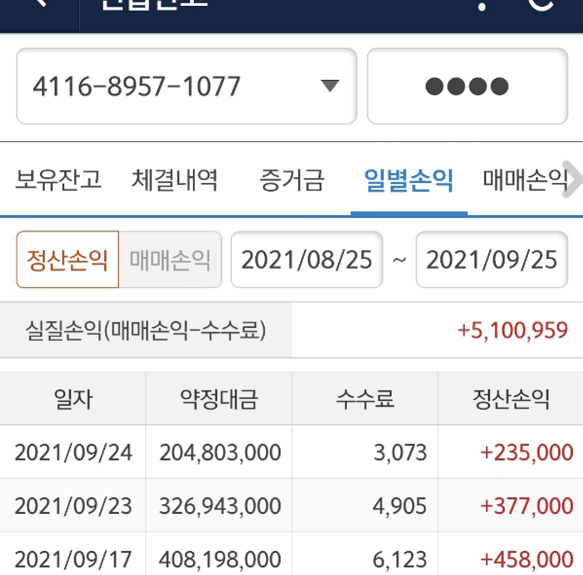 4116-8957-1077 ●●●●
보유잔고 체결내역 증거금 일별손익 매매손익
정산손익 매매손익 2021/08/25 ~ 2021/09/25
실질손익(매매손익-수수료) +5,100,959
일자 약정대금 수수료 정산손익
2021/09/24 204,803,000 3,073 +235,000
2021/09/23 326,943,000 4,905 +377,000
2021/09/17 408,198,000 6,123 +458,000